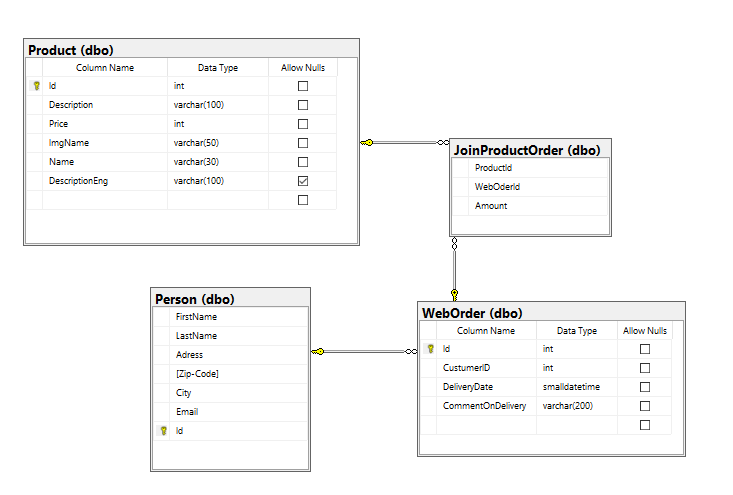 Product (dbo)
Column Name Data Type Allow Nulls
Id int
Description varchar(100)
Price int
ImgName varchar(50)
Name varchar(30)
DescriptionEng varchar(100)
JoinProductOrder (dbo)
ProductId
WebOderId
Amount
Person (dbo)
FirstName
LastName
Adress
[Zip-Code]
City
Email
Id
WebOrder (dbo)
Column Name Data Type Allow Nulls
Id int
CustumerID int
DeliveryDate smalldatetime
CommentOnDelivery varchar(200)